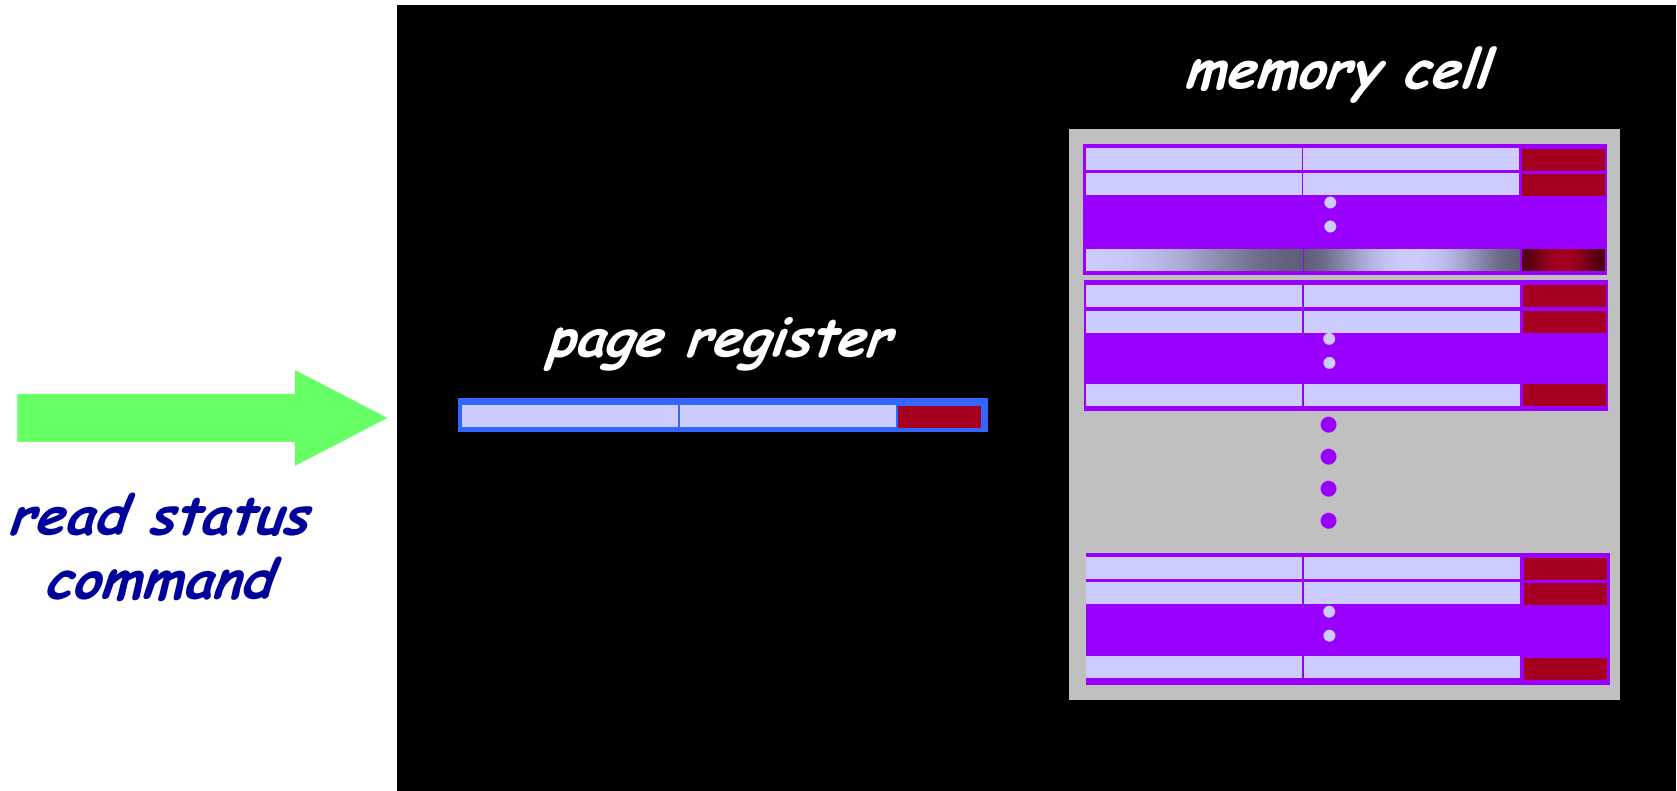 memory cell
page register
read status
command